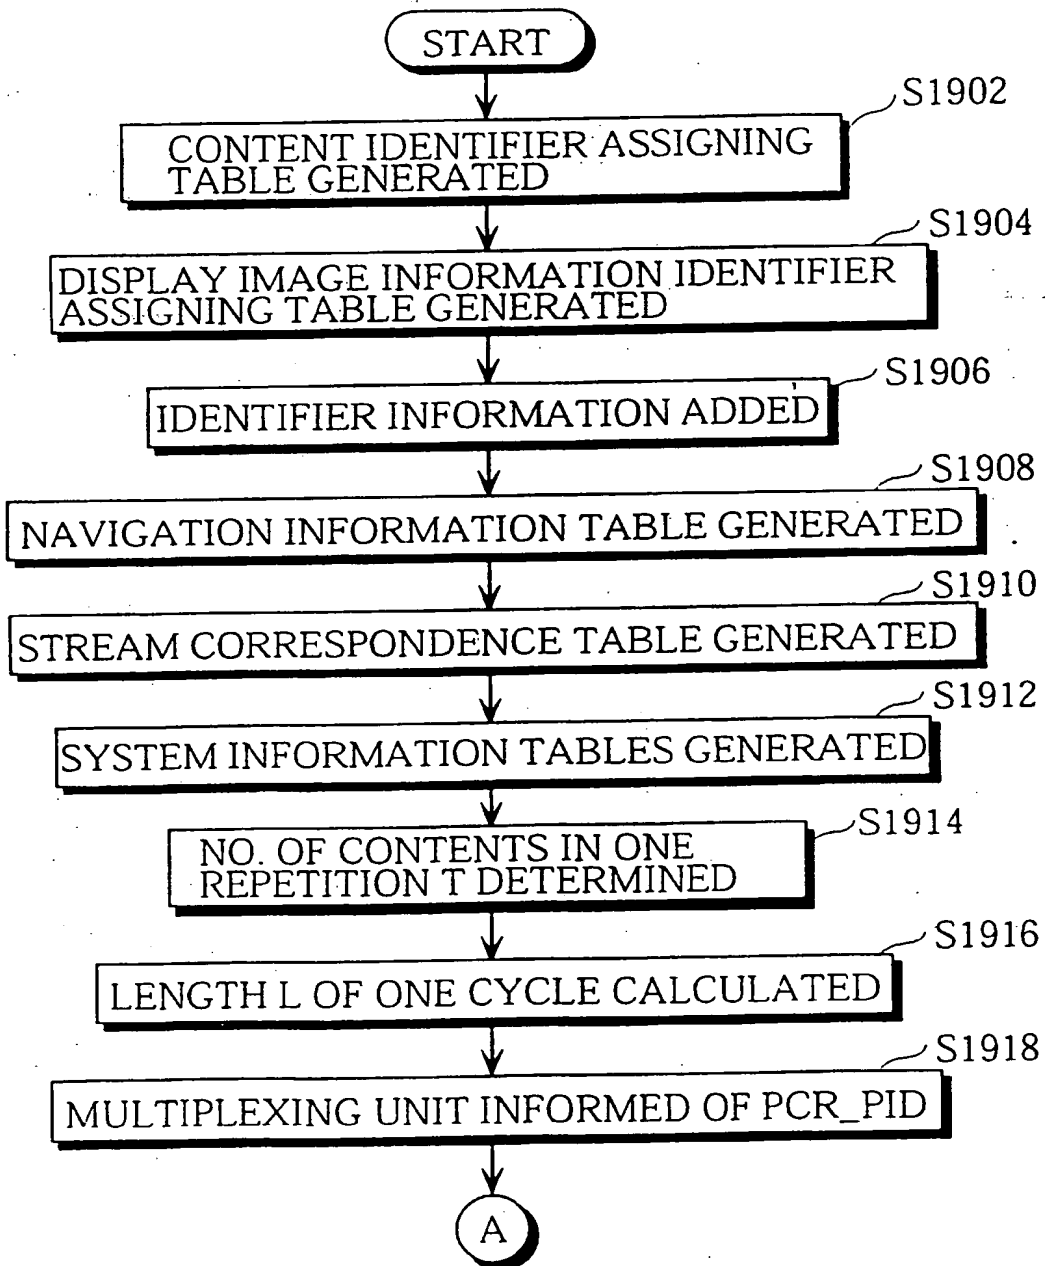 START
S1902
CONTENT IDENTIFIER ASSIGNING
TABLE GENERATED
S1904
DISPLAY IMAGE INFORMATION IDENTIFIER
ASSIGNING TABLE GENERATED
S1906
IDENTIFIER INFORMATION ADDED
S1908
NAVIGATION INFORMATION TABLE GENERATED
S1910
STREAM CORRESPONDENCE TABLE GENERATED
S1912
SYSTEM INFORMATION TABLES GENERATED
S1914
NO. OF CONTENTS IN ONE
REPETITION T DETERMINED
S1916
LENGTH L OF ONE CYCLE CALCULATED
S1918
MULTIPLEXING UNIT INFORMED OF PCR_PID
A